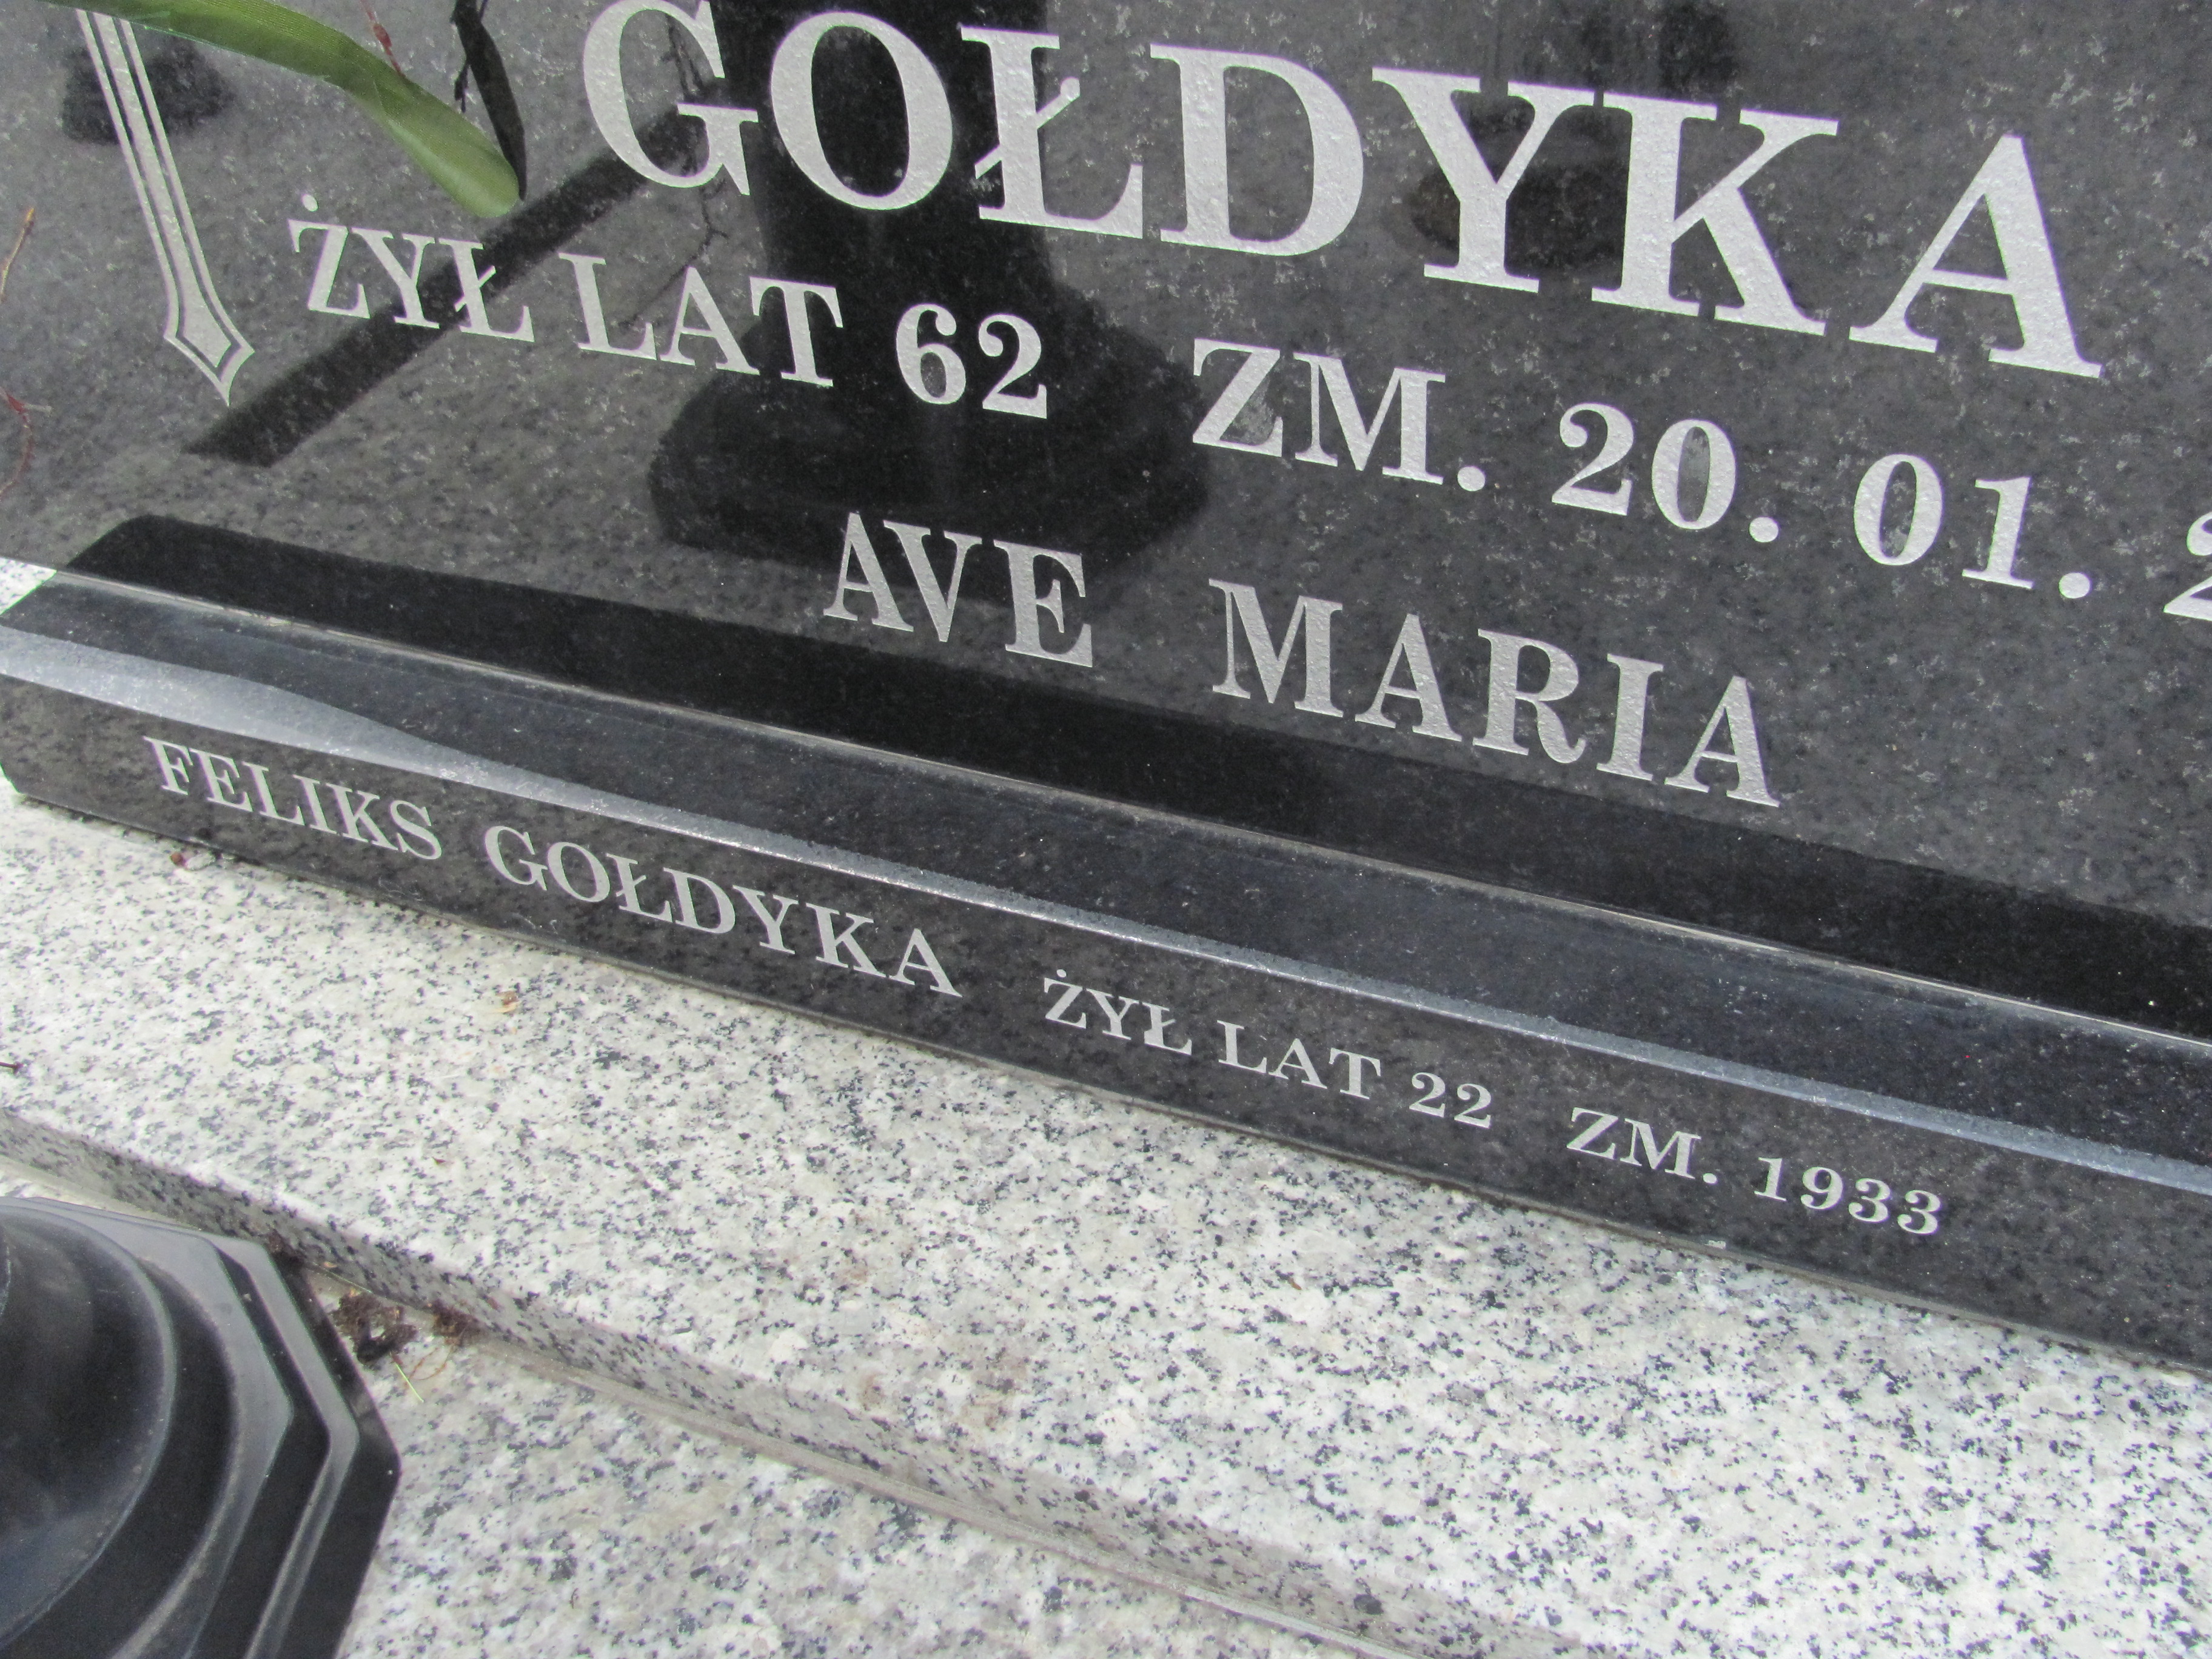 GOŁDYKA
ŻYŁ LAT 62 ZM. 20. 01.
AVE MARIA
FELIKS GOŁDYKA ŻYŁ LAT 22 ZM. 1933